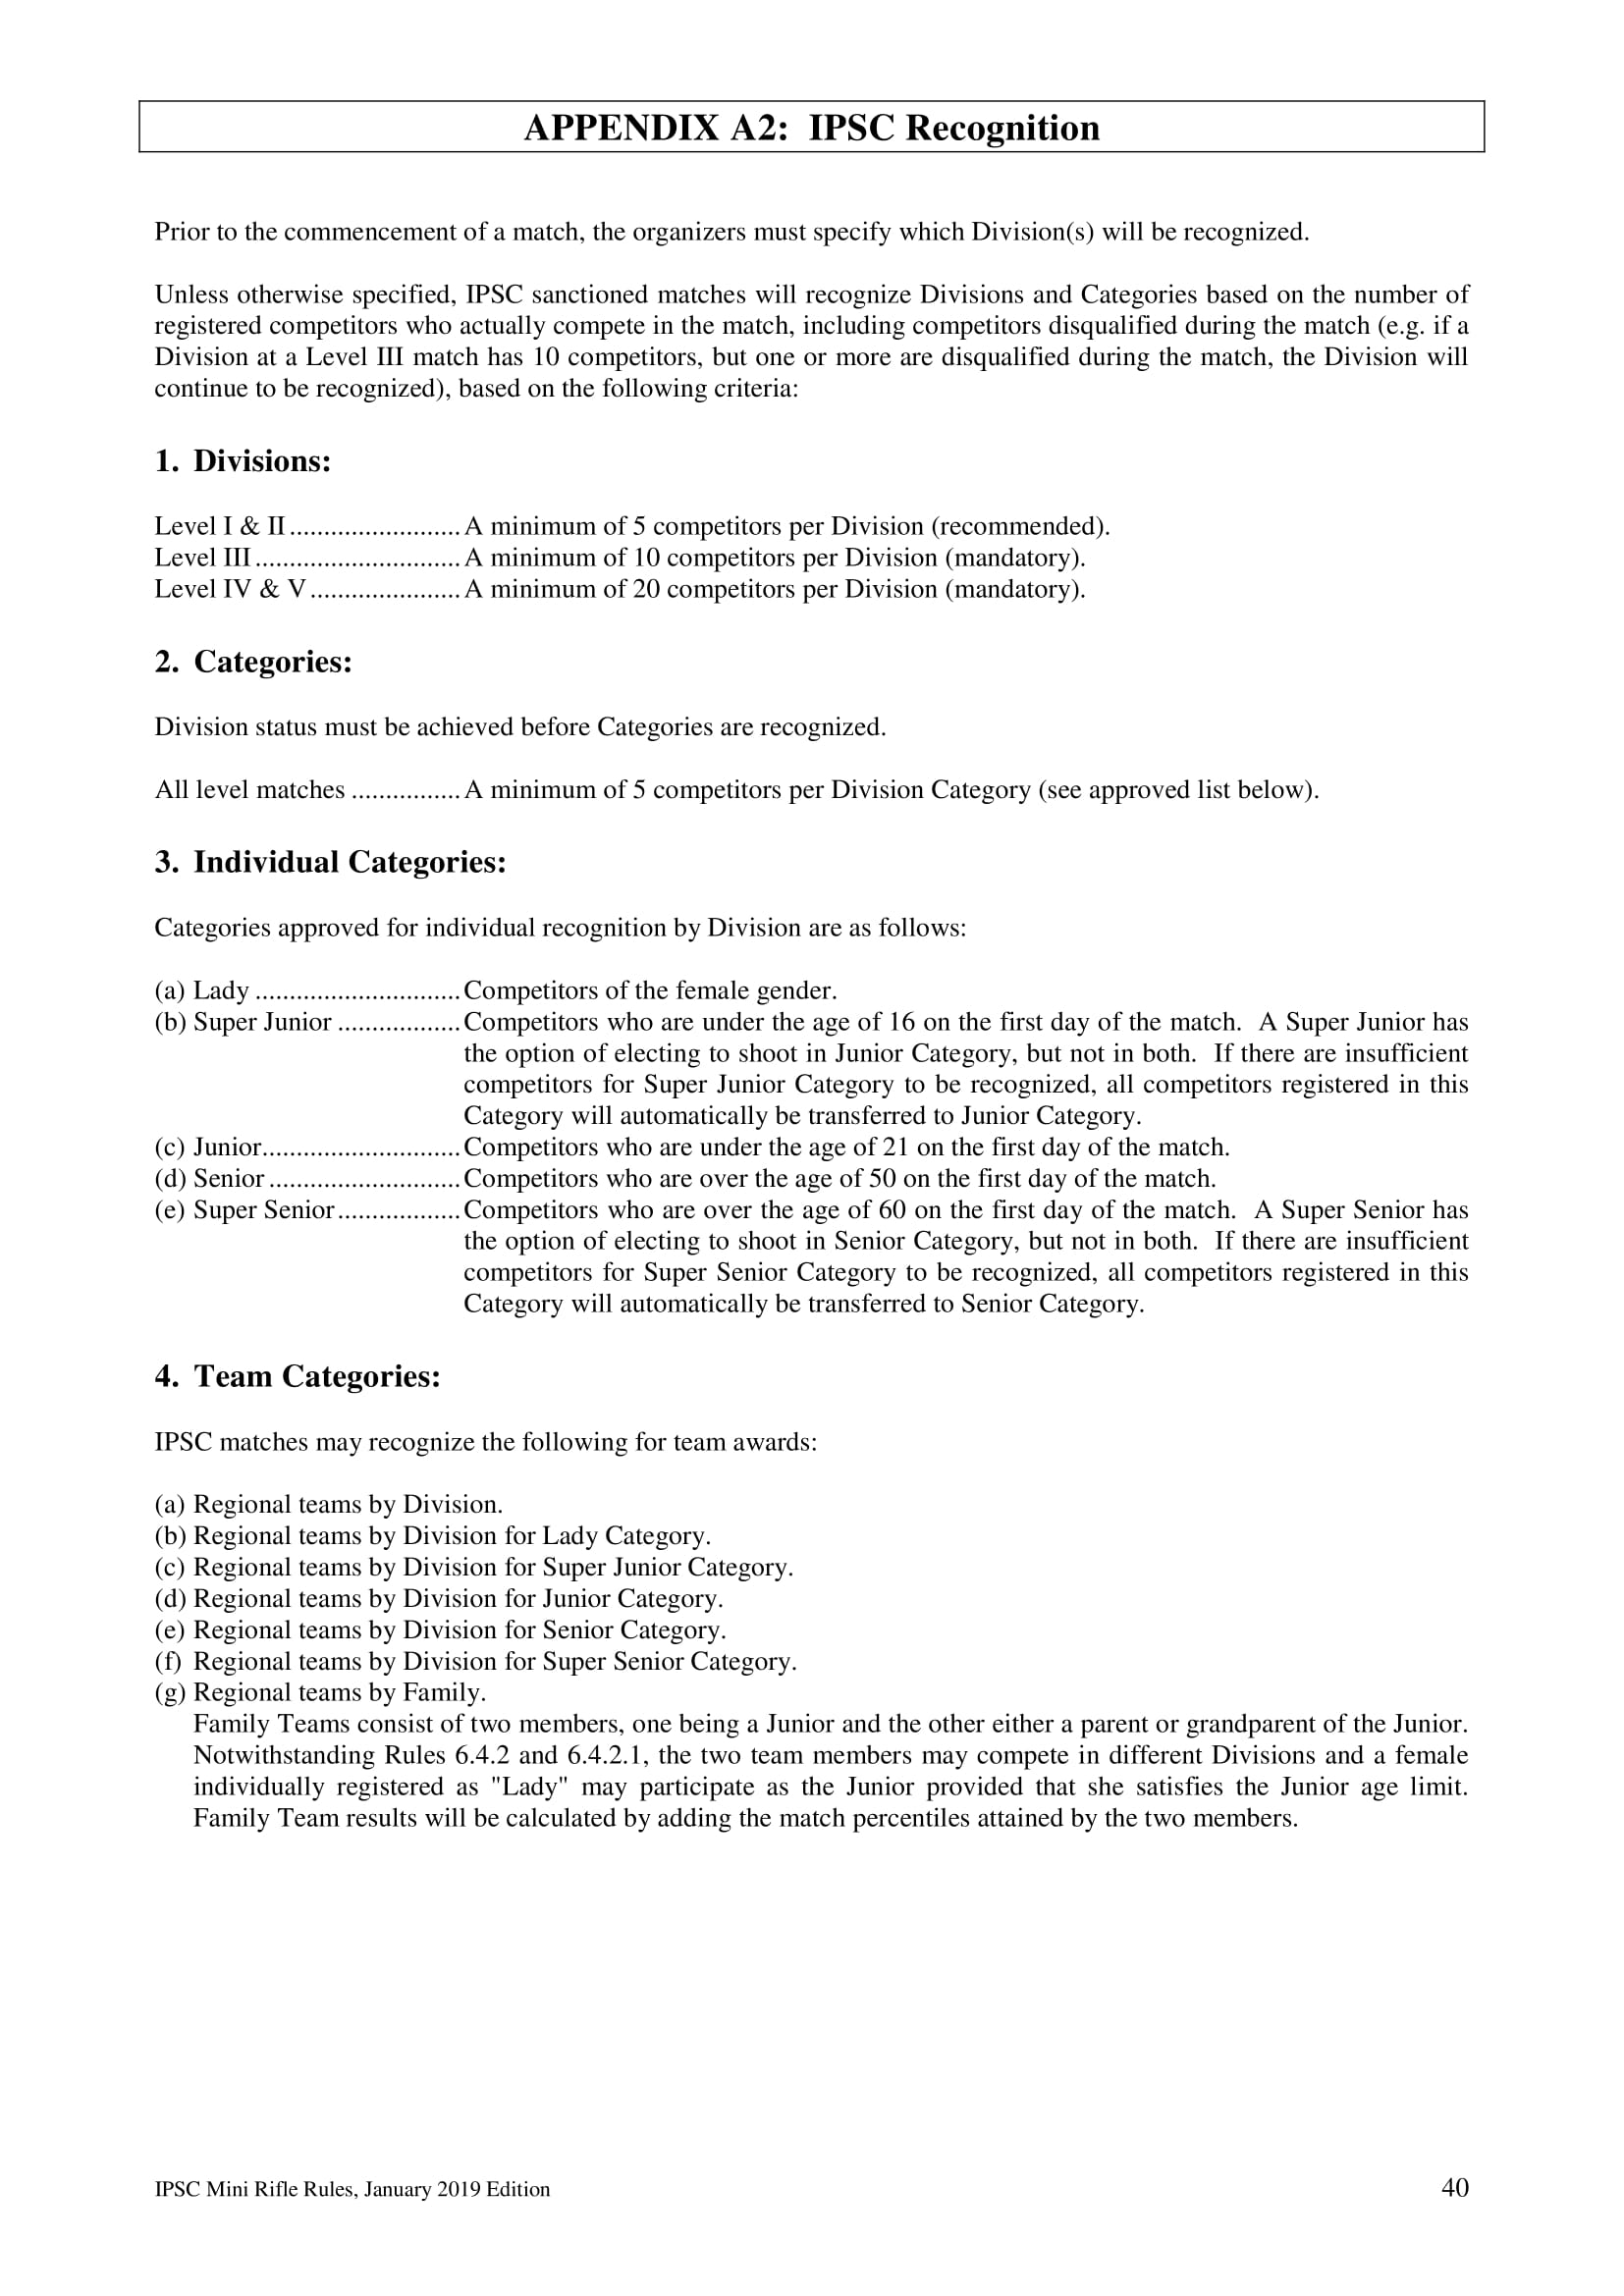 APPENDIX A2: IPSC Recognition
Prior to the commencement of a match, the organizers must specify which Division(s) will be recognized.
Unless otherwise specified, IPSC sanctioned matches will recognize Divisions and Categories based on the number of
registered competitors who actually compete in the match, including competitors disqualified during the match (e.g. if a
Division at a Level III match has 10 competitors, but one or more are disqualified during the match, the Division will
continue to be recognized), based on the following criteria:
1. Divisions:
Level I & II ......................... A minimum of 5 competitors per Division (recommended).
Level III .............................. A minimum of 10 competitors per Division (mandatory).
Level IV & V ...................... A minimum of 20 competitors per Division (mandatory).
2. Categories:
Division status must be achieved before Categories are recognized.
All level matches ................ A minimum of 5 competitors per Division Category (see approved list below).
3. Individual Categories:
Categories approved for individual recognition by Division are as follows:
(a) Lady .............................. Competitors of the female gender.
(b) Super Junior .................. Competitors who are under the age of 16 on the first day of the match. A Super Junior has
the option of electing to shoot in Junior Category, but not in both. If there are insufficient
competitors for Super Junior Category to be recognized, all competitors registered in this
Category will automatically be transferred to Junior Category.
(c) Junior............................. Competitors who are under the age of 21 on the first day of the match.
(d) Senior ............................ Competitors who are over the age of 50 on the first day of the match.
(e) Super Senior .................. Competitors who are over the age of 60 on the first day of the match. A Super Senior has
the option of electing to shoot in Senior Category, but not in both. If there are insufficient
competitors for Super Senior Category to be recognized, all competitors registered in this
Category will automatically be transferred to Senior Category.
4. Team Categories:
IPSC matches may recognize the following for team awards:
(a) Regional teams by Division.
(b) Regional teams by Division for Lady Category.
(c) Regional teams by Division for Super Junior Category.
(d) Regional teams by Division for Junior Category.
(e) Regional teams by Division for Senior Category.
(f) Regional teams by Division for Super Senior Category.
(g) Regional teams by Family.
Family Teams consist of two members, one being a Junior and the other either a parent or grandparent of the Junior.
Notwithstanding Rules 6.4.2 and 6.4.2.1, the two team members may compete in different Divisions and a female
individually registered as "Lady" may participate as the Junior provided that she satisfies the Junior age limit.
Family Team results will be calculated by adding the match percentiles attained by the two members.
IPSC Mini Rifle Rules, January 2019 Edition 40